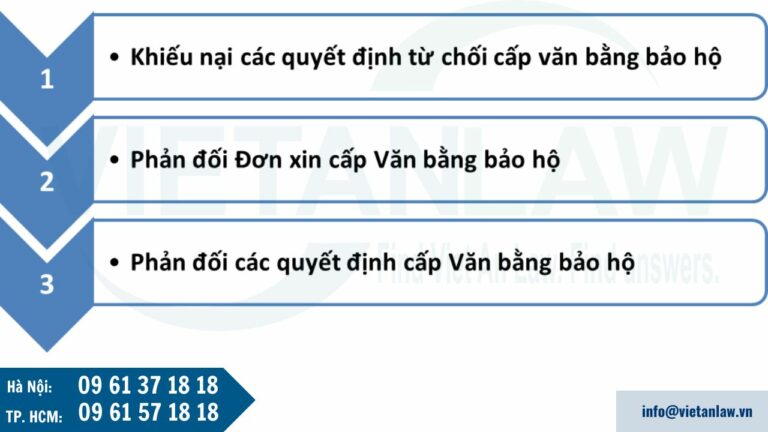 1
• Khiếu nại các quyết định từ chối cấp văn bằng bảo hộ
VIETANLAW
2
• Phản đối Đơn xin cấp Văn bằng bảo hộ
3
• Phản đối các quyết định cấp Văn bằng bảo hộ
Find Viet An Law. Find answers.
Hà Nội: 09 61 37 18 18
TP. HCM: 09 61 57 18 18
info@vietanlaw.vn